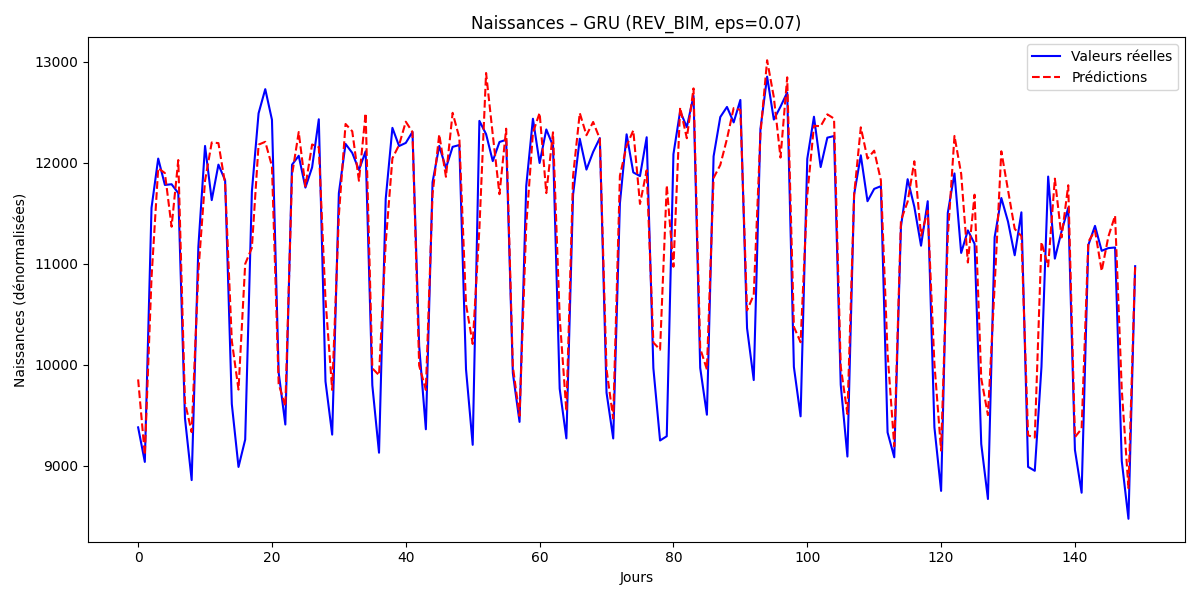 Naissances – GRU (REV_BIM, eps=0.07)
Valeurs réelles
Prédictions
Naissances (dénormalisées)
13000
12000
11000
10000
9000
0 20 40 60 80 100 120 140
Jours